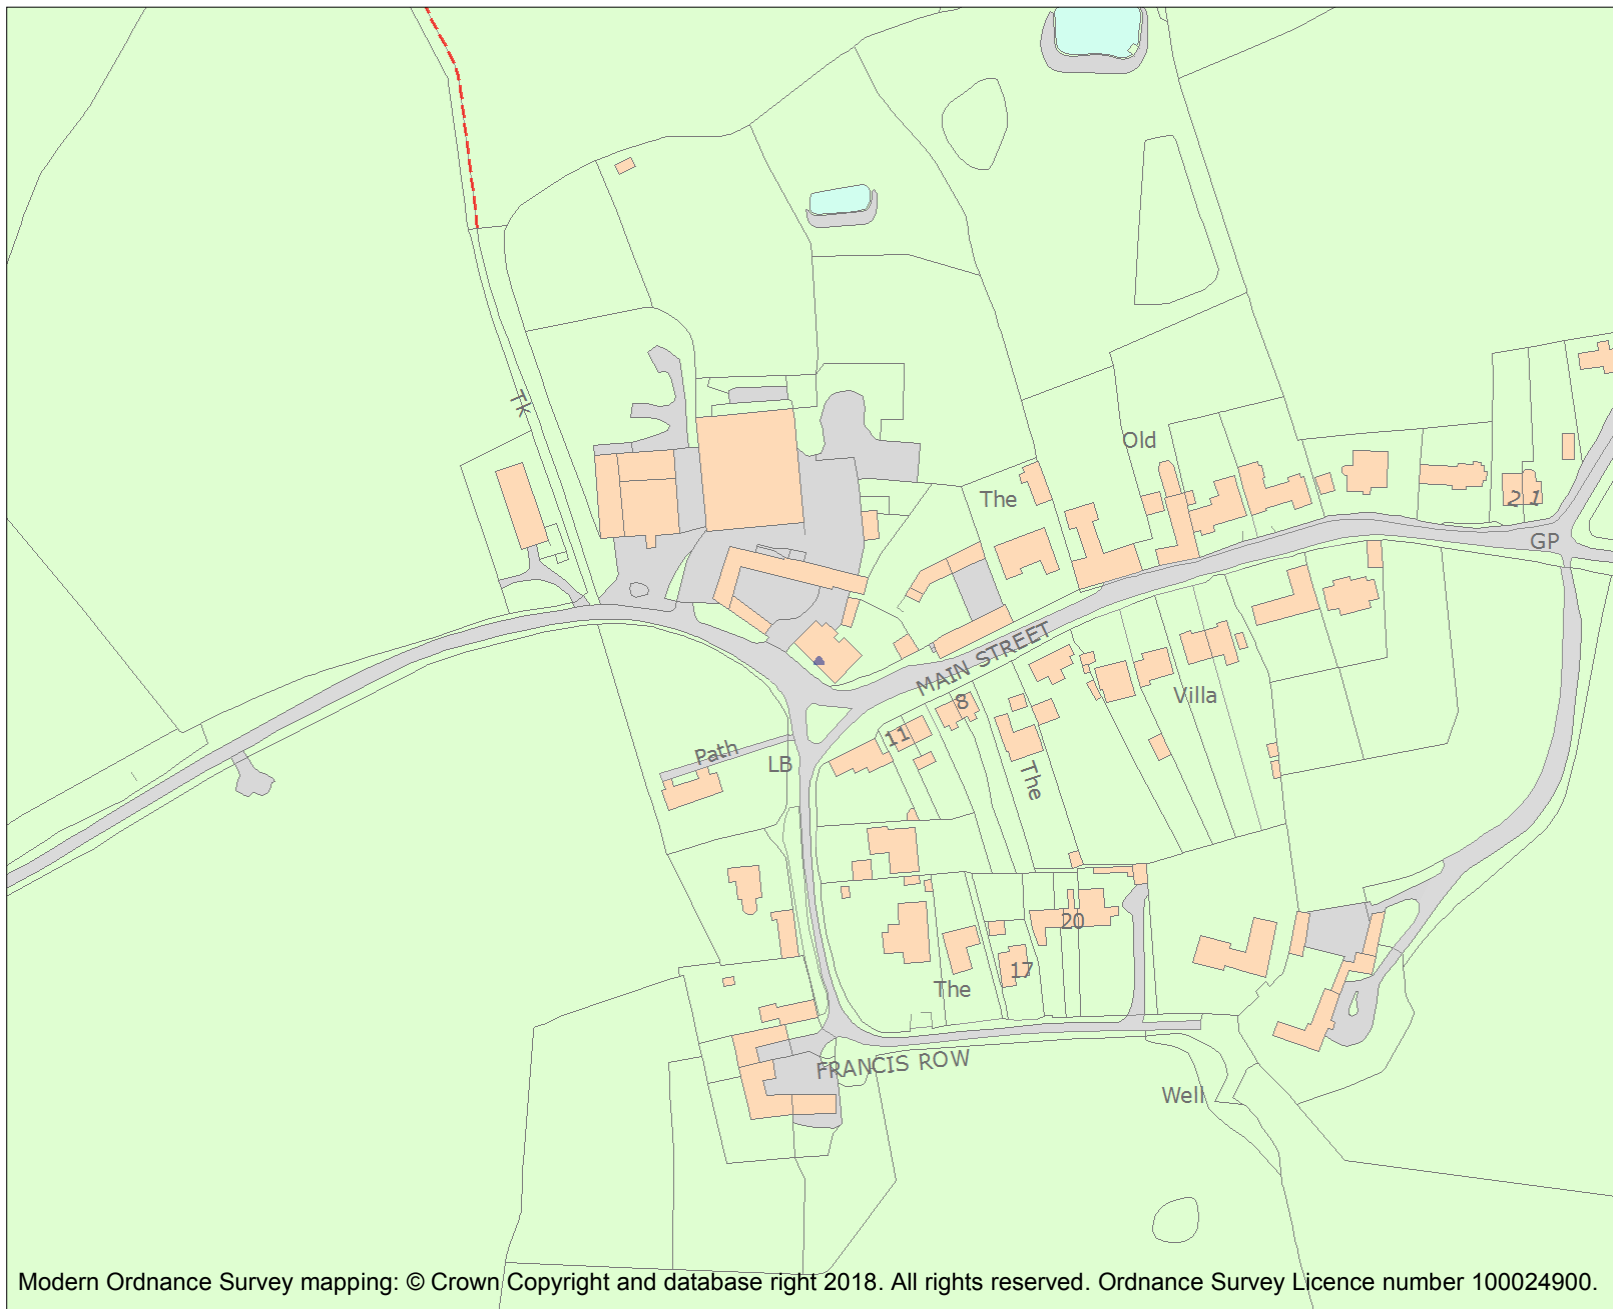 Tk
Old
The
2 1
GP
MAIN STREET
8
Villa
11
Path
LB
The
20
17
The
FRANCIS ROW
Well
Modern Ordnance Survey mapping: © Crown Copyright and database right 2018. All rights reserved. Ordnance Survey Licence number 100024900.